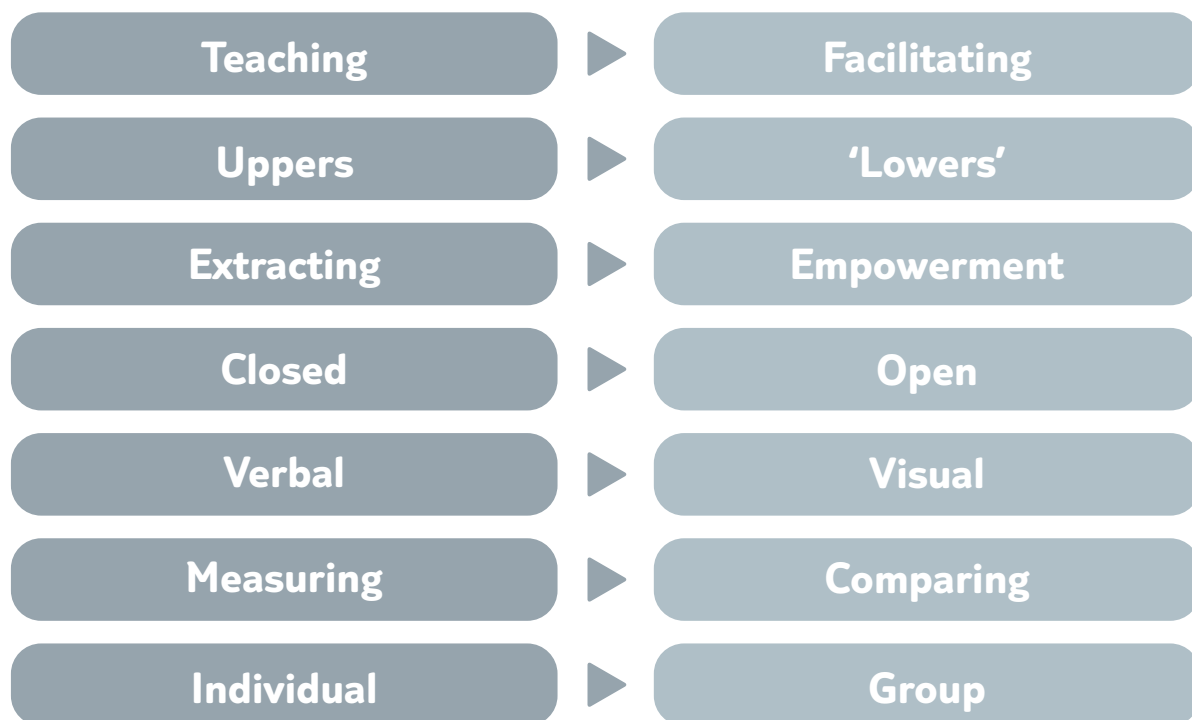 Teaching Facilitating
Uppers ‘Lowers’
Extracting Empowerment
Closed Open
Verbal Visual
Measuring Comparing
Individual Group